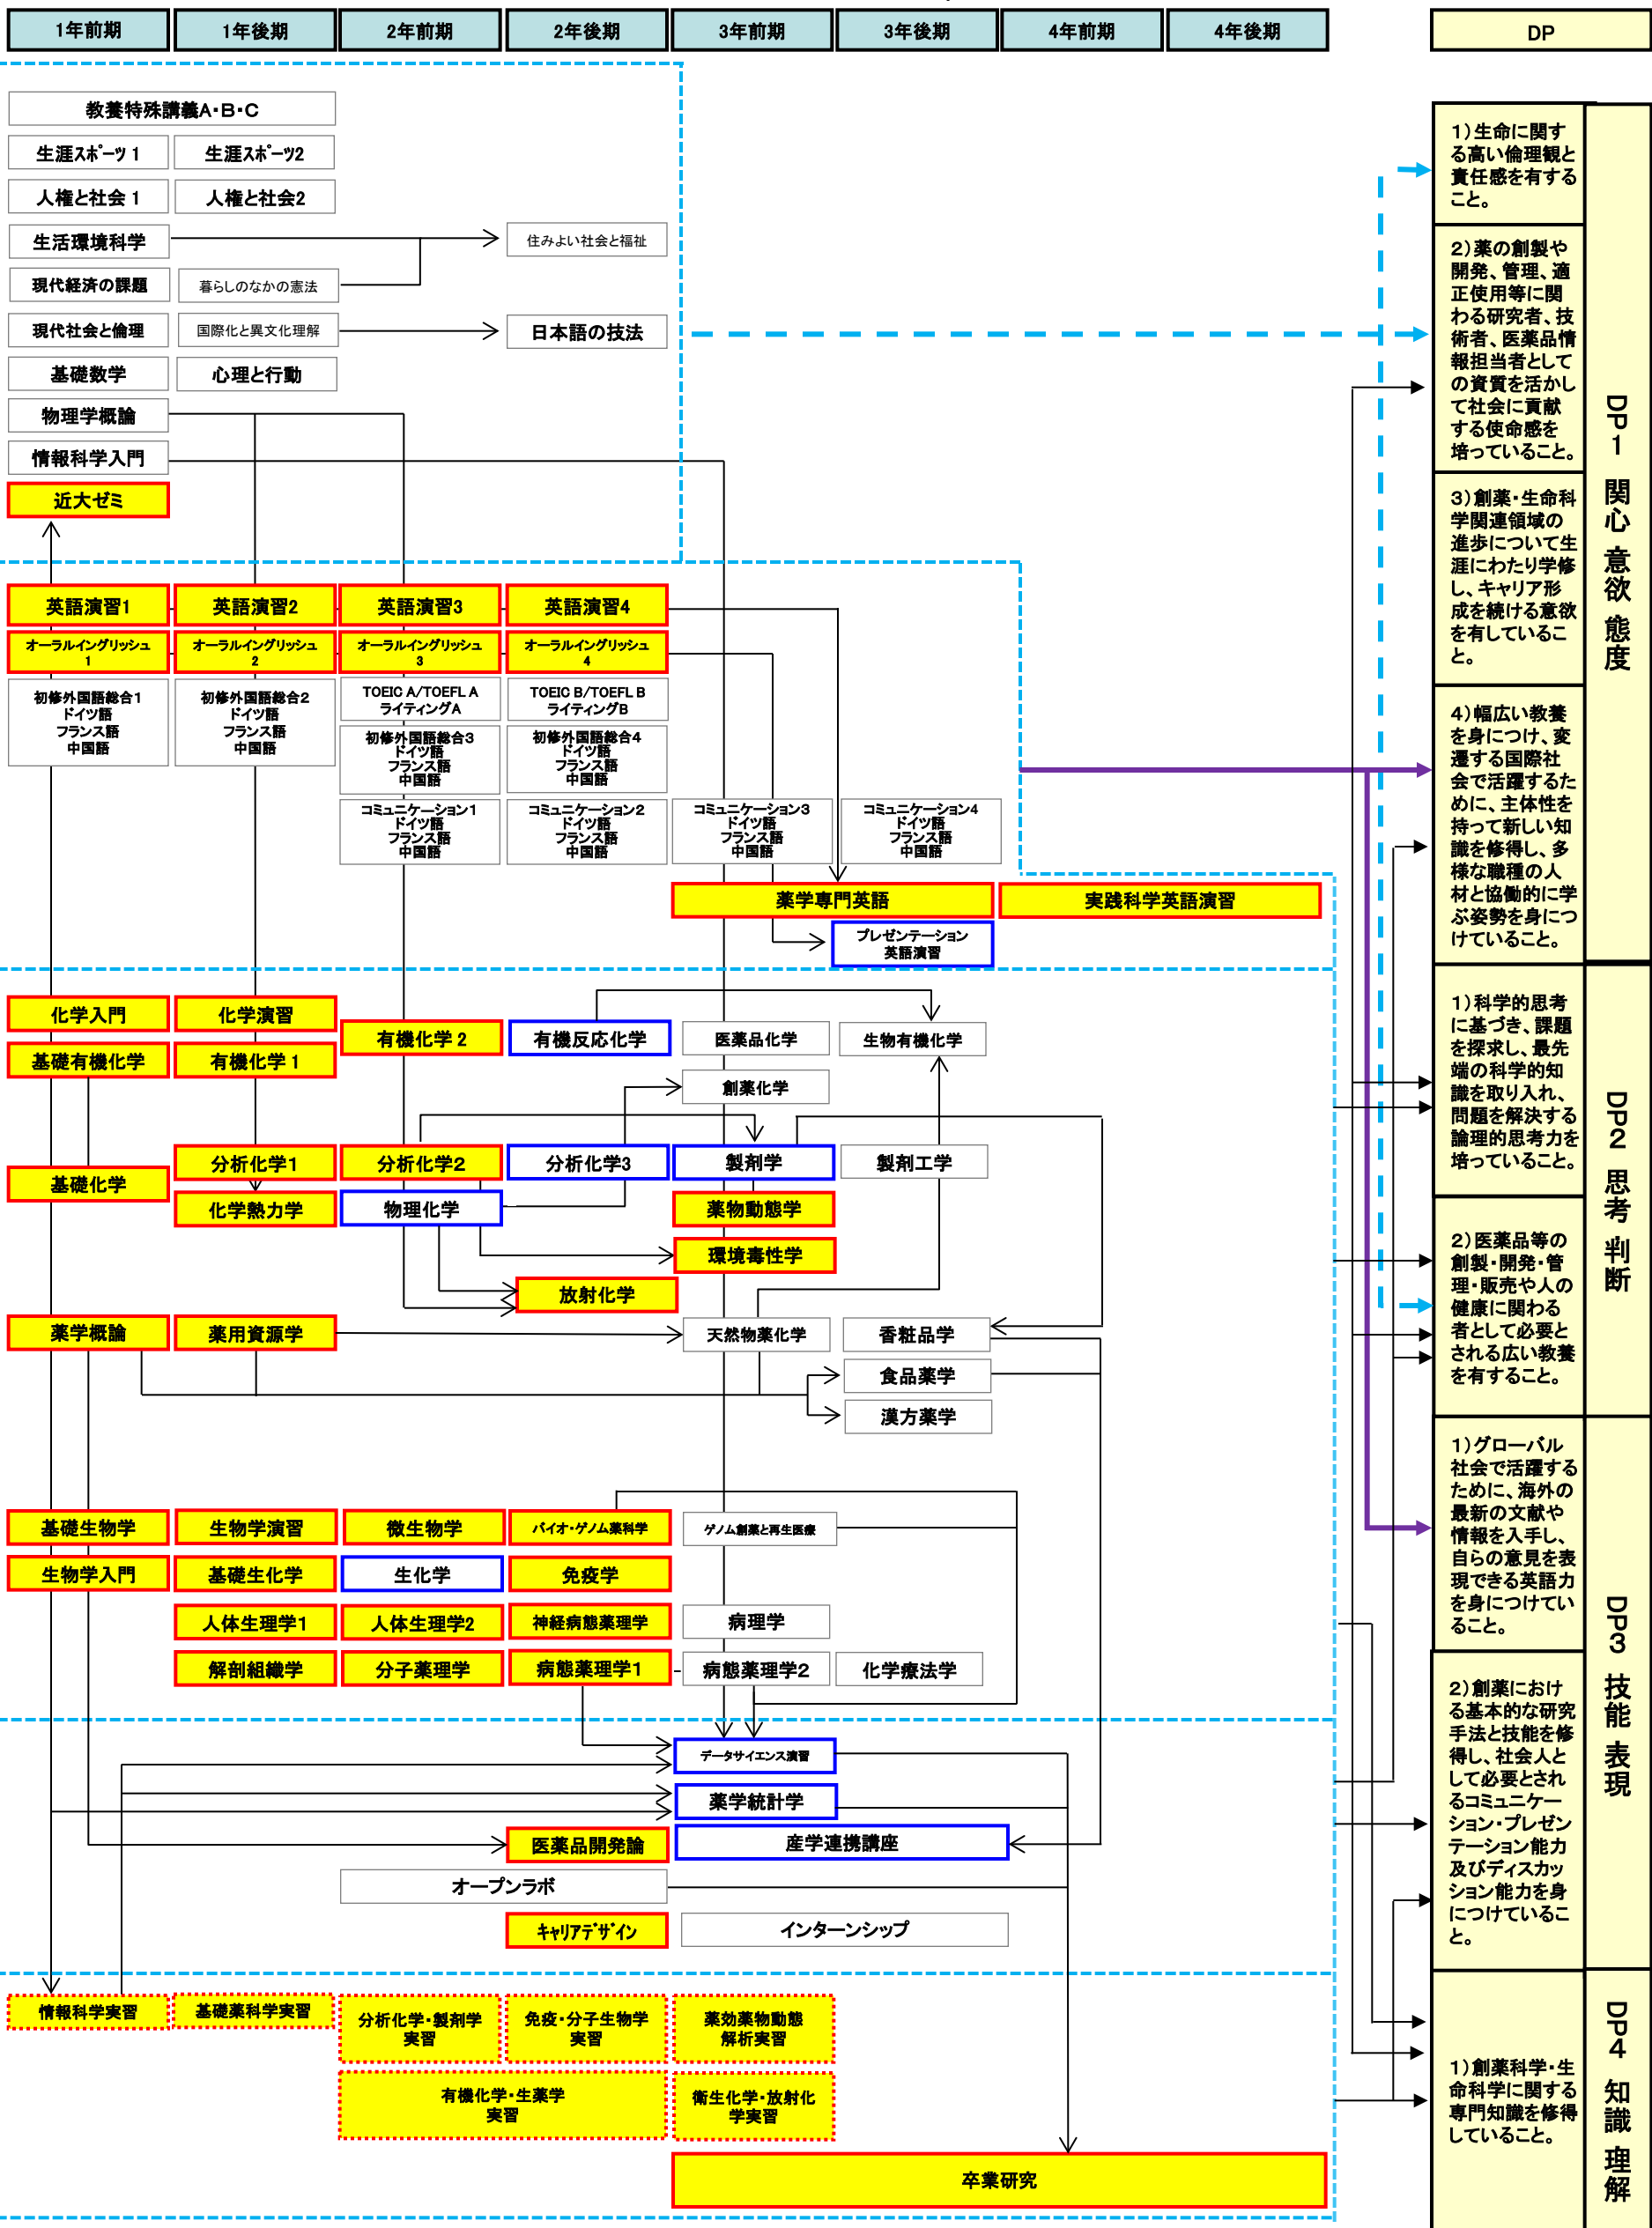 1年前期
1年後期
2年前期
2年後期
3年前期
3年後期
4年前期
4年後期
DP
教養特殊講義A・B・C
生涯スポーツ 1
生涯スポーツ2
人権と社会 1
人権と社会2
生活環境科学
住みよい社会と福祉
現代経済の課題
暮らしのなかの憲法
現代社会と倫理
国際化と異文化理解
日本語の技法
基礎数学
心理と行動
物理学概論
情報科学入門
近大ゼミ
英語演習1
英語演習2
英語演習3
英語演習4
オーラルイングリッシュ
1
オーラルイングリッシュ
2
オーラルイングリッシュ
3
オーラルイングリッシュ
4
初修外国語総合1
ドイツ語
フランス語
中国語
初修外国語総合2
ドイツ語
フランス語
中国語
TOEIC A/TOEFL A
ライティングA
TOEIC B/TOEFL B
ライティングB
初修外国語総合3
ドイツ語
フランス語
中国語
初修外国語総合4
ドイツ語
フランス語
中国語
コミュニケーション1
ドイツ語
フランス語
中国語
コミュニケーション2
ドイツ語
フランス語
中国語
コミュニケーション3
ドイツ語
フランス語
中国語
コミュニケーション4
ドイツ語
フランス語
中国語
薬学専門英語
実践科学英語演習
プレゼンテーション
英語演習
化学入門
化学演習
有機化学 2
有機反応化学
医薬品化学
生物有機化学
基礎有機化学
有機化学 1
創薬化学
分析化学1
分析化学2
分析化学3
製剤学
製剤工学
基礎化学
化学熱力学
物理化学
薬物動態学
環境毒性学
放射化学
薬学概論
薬用資源学
天然物薬化学
香粧品学
食品薬学
漢方薬学
基礎生物学
生物学演習
微生物学
バイオ・ゲノム薬科学
ゲノム創薬と再生医療
生物学入門
基礎生化学
生化学
免疫学
人体生理学1
人体生理学2
神経病態薬理学
病理学
解剖組織学
分子薬理学
病態薬理学1
病態薬理学2
化学療法学
データサイエンス演習
薬学統計学
医薬品開発論
産学連携講座
オープンラボ
キャリアデザイン
インターンシップ
情報科学実習
基礎薬科学実習
分析化学・製剤学
実習
免疫・分子生物学
実習
薬効薬物動態
解析実習
有機化学・生薬学
実習
衛生化学・放射化
学実習
卒業研究
1)生命に関す
る高い倫理観と
責任感を有する
こと。
2)薬の創製や
開発、管理、適
正使用等に関
わる研究者、技
術者、医薬品情
報担当者として
の資質を活かし
て社会に貢献
する使命感を
培っていること。
3)創薬・生命科
学関連領域の
進歩について生
涯にわたり学修
し、キャリア形
成を続ける意欲
を有しているこ
と。
4)幅広い教養
を身につけ、変
遷する国際社
会で活躍するた
めに、主体性を
持って新しい知
識を修得し、多
様な職種の人
材と協働的に学
ぶ姿勢を身につ
けていること。
DP1 関心 意欲 態度
1)科学的思考
に基づき、課題
を探求し、最先
端の科学的知
識を取り入れ、
問題を解決する
論理的思考力を
培っていること。
2)医薬品等の
創製・開発・管
理・販売や人の
健康に関わる
者として必要と
される広い教養
を有すること。
DP2 思考 判断
1)グローバル
社会で活躍する
ために、海外の
最新の文献や
情報を入手し、
自らの意見を表
現できる英語力
を身につけてい
ること。
2)創薬におけ
る基本的な研究
手法と技能を修
得し、社会人と
して必要とされ
るコミュニケー
ション・プレゼン
テーション能力
及びディスカッ
ション能力を身
につけているこ
と。
DP3 技能 表現
1)創薬科学・生
命科学に関する
専門知識を修得
していること。
DP4 知識 理解